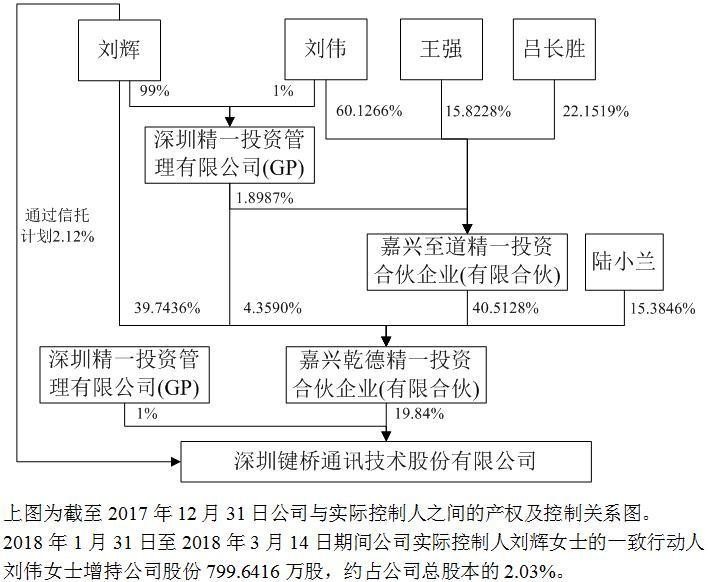 刘辉
刘伟
王强
吕长胜
99%
1%
60.1266%
15.8228%
22.1519%
深圳精一投资管
理有限公司(GP)
1.8987%
通过信托
计划2.12%
嘉兴至道精一投资
合伙企业(有限合伙)
陆小兰
39.7436%
4.3590%
40.5128%
15.3846%
深圳精一投资管
理有限公司(GP)
嘉兴乾德精一投资
合伙企业(有限合伙)
1%
19.84%
深圳键桥通讯技术股份有限公司
上图为截至 2017 年 12 月 31 日公司与实际控制人之间的产权及控制关系图。
2018 年 1 月 31 日至 2018 年 3 月 14 日期间公司实际控制人刘辉女士的一致行动人
刘伟女士增持公司股份 799.6416 万股，约占公司总股本的 2.03%。